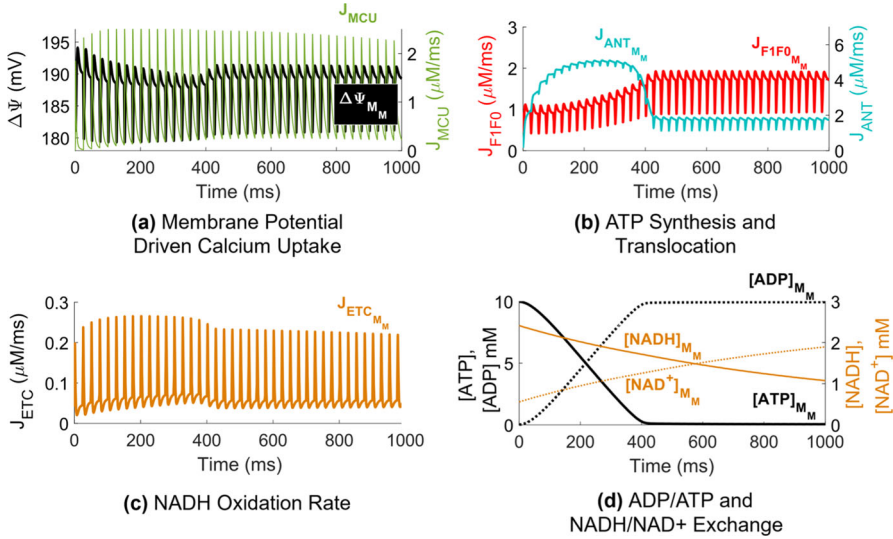 J_MCU
195
190
185
180
ΔΨ (mV)
ΔΨ_M_M
2
1
0
J_MCU (μM/ms)
0 200 400 600 800 1000
Time (ms)
(a) Membrane Potential
Driven Calcium Uptake
3
2
1
0
J_F1F0 (μM/ms)
J_ANT_M_M
J_F1F0_M_M
6
4
2
0
J_ANT (μM/ms)
0 200 400 600 800 1000
Time (ms)
(b) ATP Synthesis and
Translocation
0.3
0.2
0.1
0
J_ETC (μM/ms)
J_ETC_M_M
0 200 400 600 800 1000
Time (ms)
(c) NADH Oxidation Rate
10
5
0
[ATP],
[ADP] mM
[ADP]_M_M
[NADH]_M_M
[NAD⁺]_M_M
[ATP]_M_M
3
2
1
0
[NADH],
[NAD⁺] mM
0 200 400 600 800 1000
Time (ms)
(d) ADP/ATP and
NADH/NAD+ Exchange